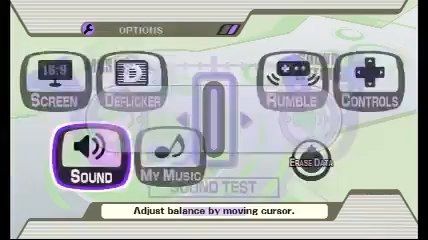 OPTIONS
16:9
SCREEN
DEFLICKER
RUMBLE
CONTROLS
SOUND
MY MUSIC
ERASE DATA
SOUND TEST
Adjust balance by moving cursor.